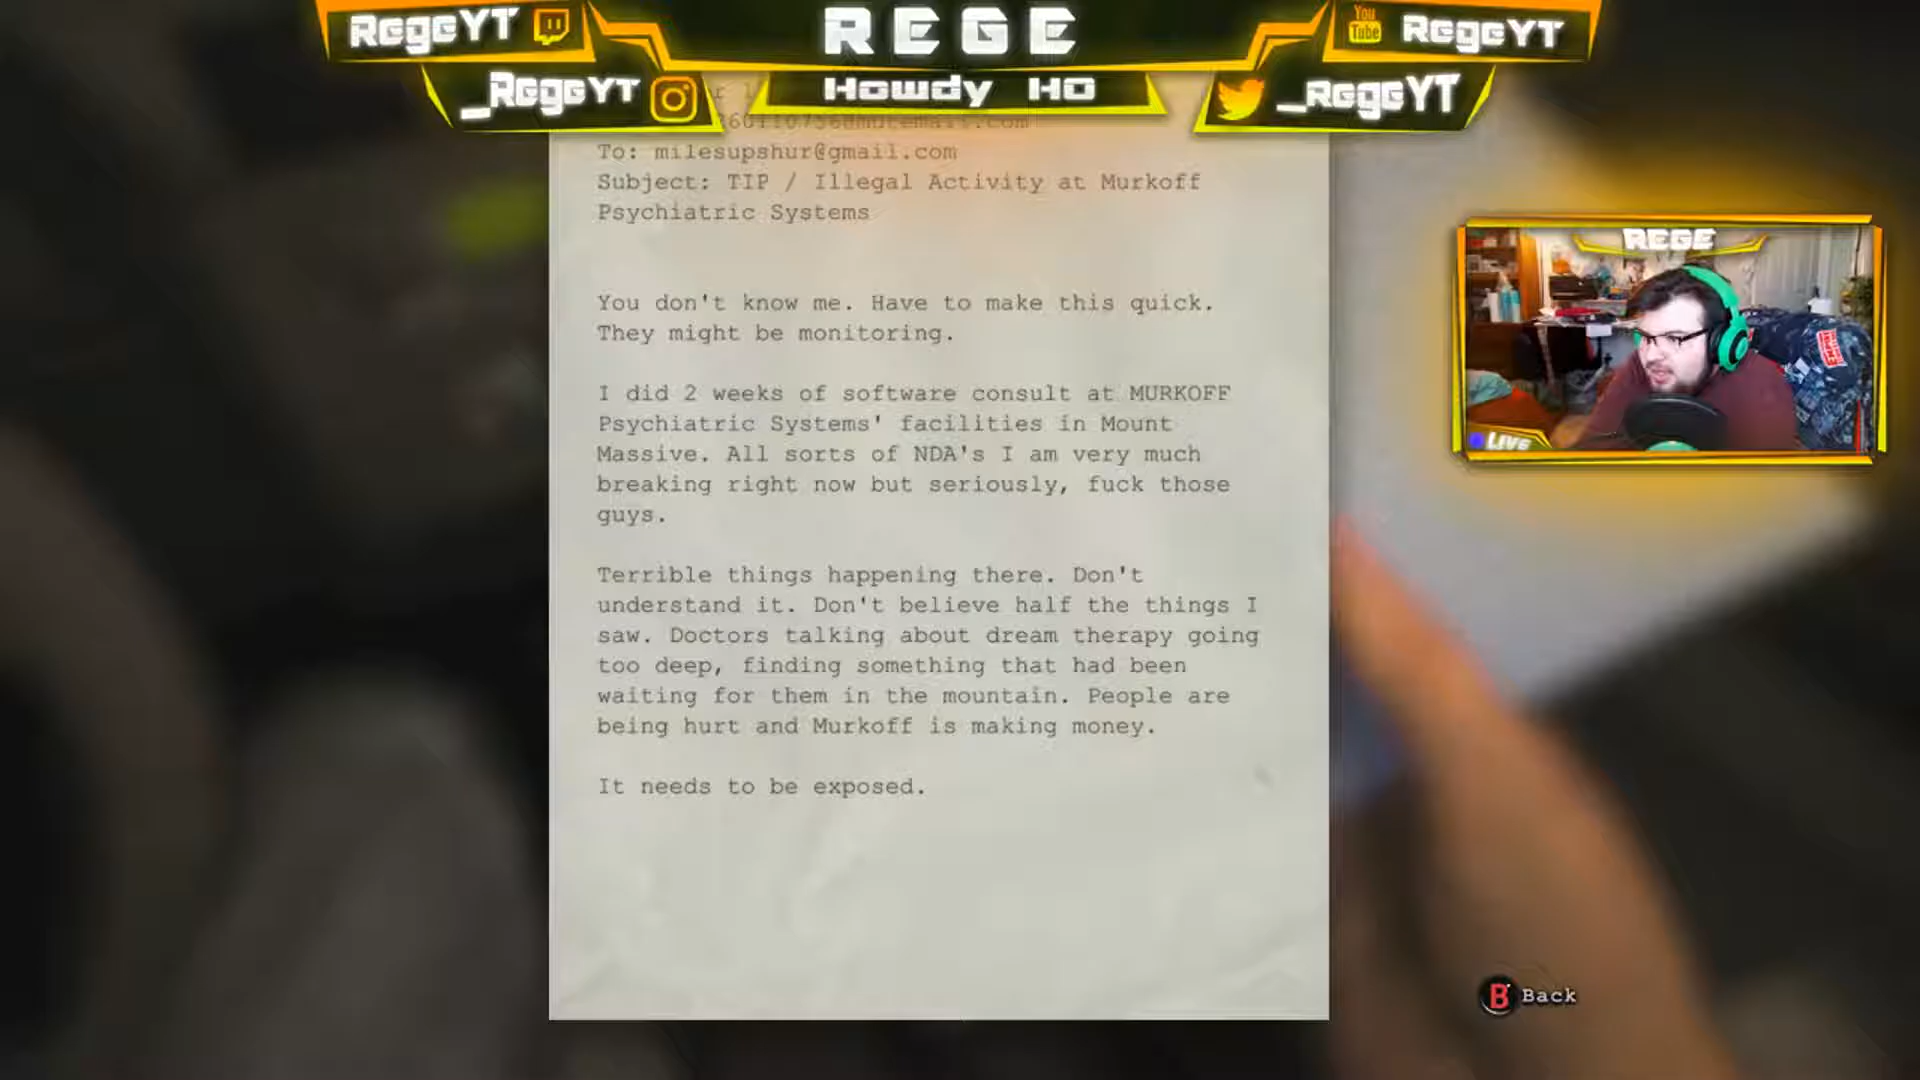 RegeYT
REGE
RegeYT
_RegeYT
Howdy HO
_RegeYT
To: milesupshur@gmail.com
Subject: TIP / Illegal Activity at Murkoff
Psychiatric Systems
You don't know me. Have to make this quick.
They might be monitoring.
I did 2 weeks of software consult at MURKOFF
Psychiatric Systems' facilities in Mount
Massive. All sorts of NDA's I am very much
breaking right now but seriously, fuck those
guys.
Terrible things happening there. Don't
understand it. Don't believe half the things I
saw. Doctors talking about dream therapy going
too deep, finding something that had been
waiting for them in the mountain. People are
being hurt and Murkoff is making money.
It needs to be exposed.
REGE
LIVE
B Back
You
Tube